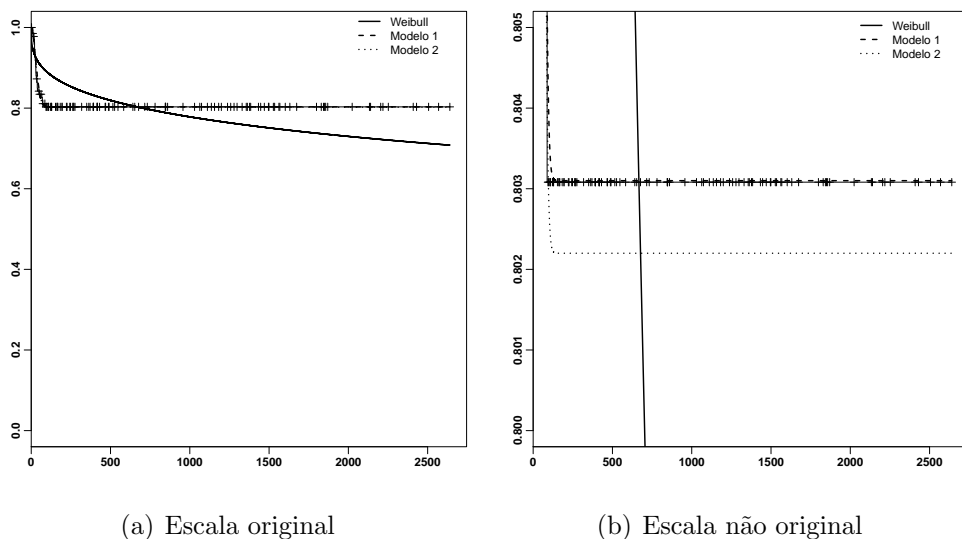 Weibull
Modelo 1
Modelo 2
1.0
0.8
0.6
0.4
0.2
0.0
0 500 1000 1500 2000 2500
(a) Escala original
Weibull
Modelo 1
Modelo 2
0.805
0.804
0.803
0.802
0.801
0.800
0 500 1000 1500 2000 2500
(b) Escala não original